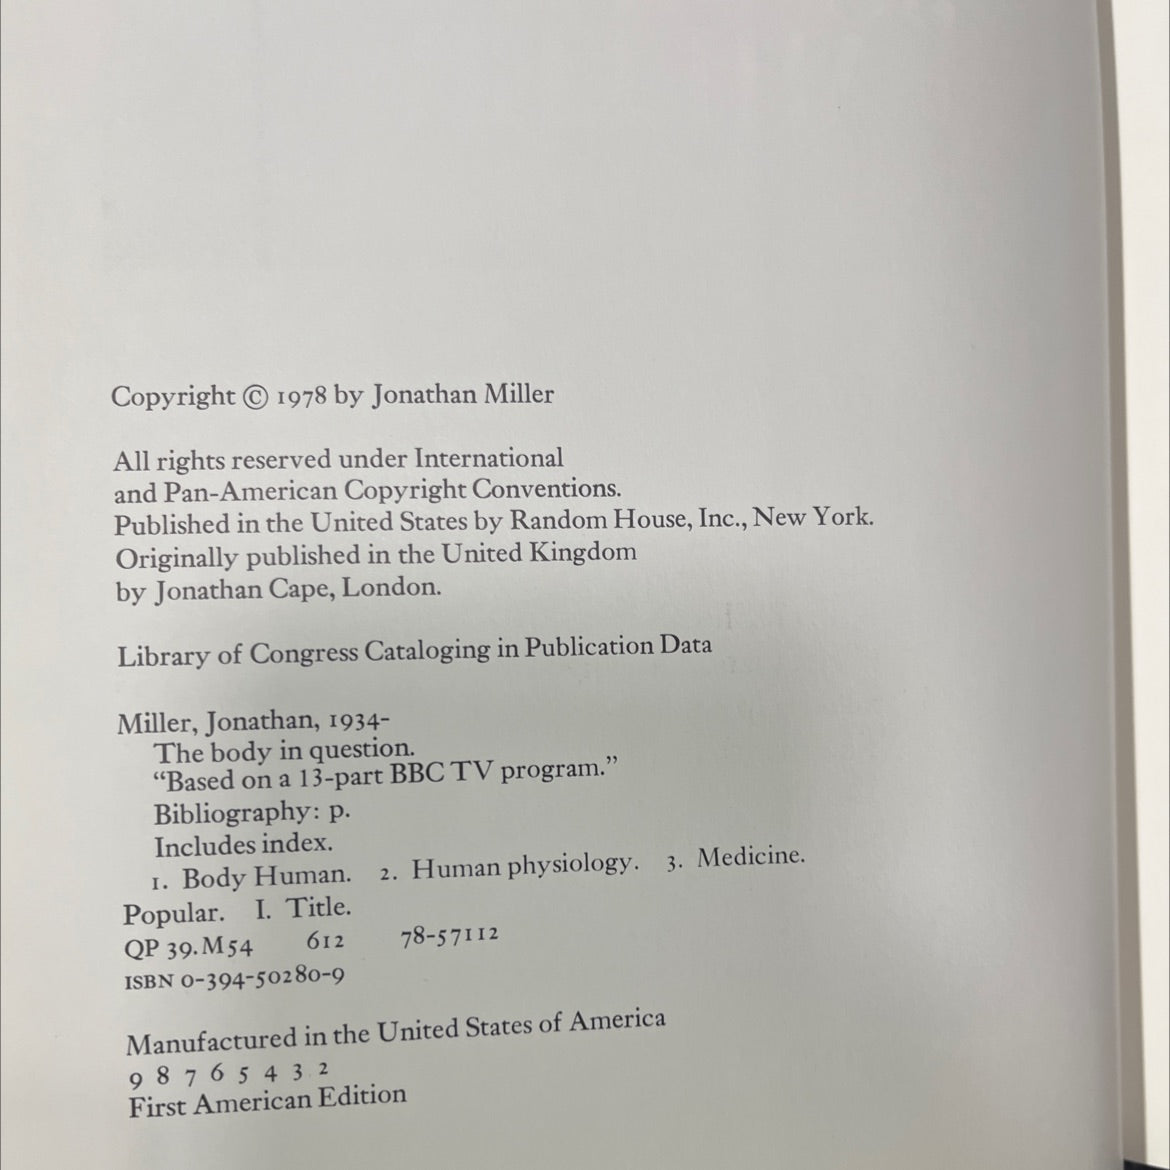 Copyright © 1978 by Jonathan Miller
All rights reserved under International
and Pan-American Copyright Conventions.
Published in the United States by Random House, Inc., New York.
Originally published in the United Kingdom
by Jonathan Cape, London.
Library of Congress Cataloging in Publication Data
Miller, Jonathan, 1934-
The body in question.
“Based on a 13-part BBC TV program.”
Bibliography: p.
Includes index.
1. Body Human. 2. Human physiology. 3. Medicine.
Popular. I. Title.
QP 39.M54 612 78-57112
ISBN 0-394-50280-9
Manufactured in the United States of America
9 8 7 6 5 4 3 2
First American Edition